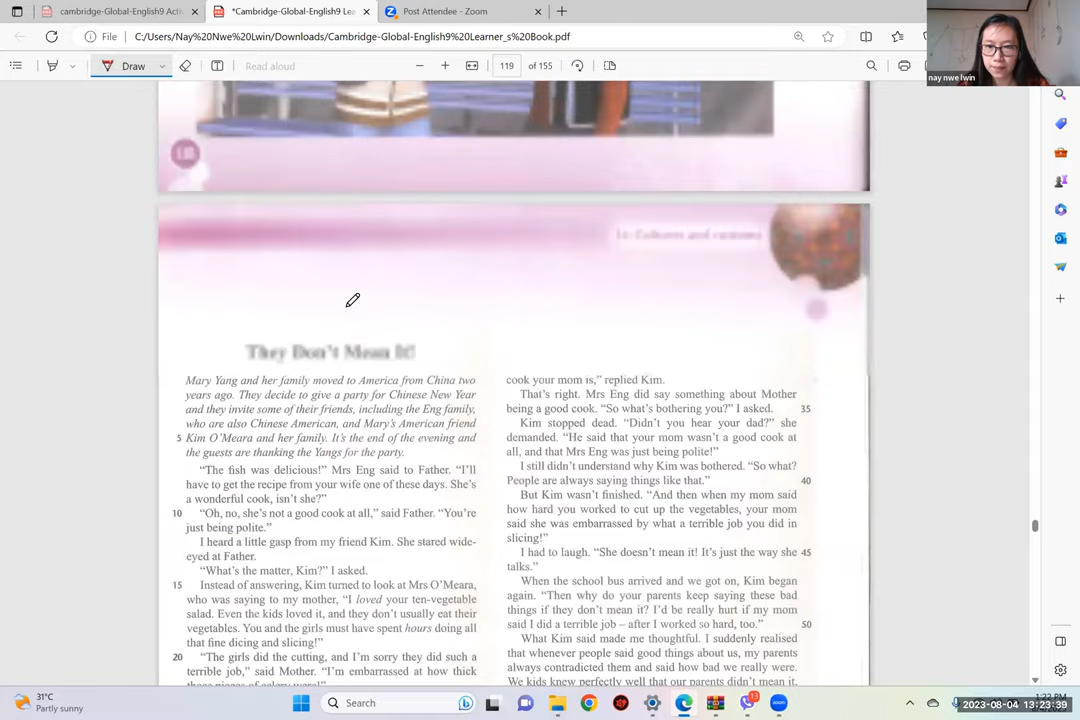 cambridge-Global-English9 Acti
*Cambridge-Global-English9 Lea
Post Attendee - Zoom
File
C:/Users/Nay%20Nwe%20Lwin/Downloads/Cambridge-Global-English9%20Learner_s%20Book.pdf
Draw
Read aloud
119
of 155
nay nwe lwin
16: Cultures and customs
They Don't Mean It!
Mary Yang and her family moved to America from China two
years ago. They decide to give a party for Chinese New Year
and they invite some of their friends, including the Eng family,
who are also Chinese American, and Mary's American friend
5 Kim O'Meara and her family. It's the end of the evening and
the guests are thanking the Yangs for the party.
"The fish was delicious!" Mrs Eng said to Father. "I'll
have to get the recipe from your wife one of these days. She's
a wonderful cook, isn't she?"
10 "Oh, no, she's not a good cook at all," said Father. "You're
just being polite."
I heard a little gasp from my friend Kim. She stared wide-
eyed at Father.
"What's the matter, Kim?" I asked.
15 Instead of answering, Kim turned to look at Mrs O'Meara,
who was saying to my mother, "I loved your ten-vegetable
salad. Even the kids loved it, and they don't usually eat their
vegetables. You and the girls must have spent hours doing all
that fine dicing and slicing!"
20 "The girls did the cutting, and I'm sorry they did such a
terrible job," said Mother. "I'm embarrassed at how thick
those pieces of celery were!"
cook your mom is," replied Kim.
That's right. Mrs Eng did say something about Mother
being a good cook. "So what's bothering you?" I asked. 35
Kim stopped dead. "Didn't you hear your dad?" she
demanded. "He said that your mom wasn't a good cook at
all, and that Mrs Eng was just being polite!"
I still didn't understand why Kim was bothered. "So what?
People are always saying things like that." 40
But Kim wasn't finished. "And then when my mom said
how hard you worked to cut up the vegetables, your mom
said she was embarrassed by what a terrible job you did in
slicing!"
I had to laugh. "She doesn't mean it! It's just the way she 45
talks."
When the school bus arrived and we got on, Kim began
again. "Then why do your parents keep saying these bad
things if they don't mean it? I'd be really hurt if my mom
said I did a terrible job – after I worked so hard, too." 50
What Kim said made me thoughtful. I suddenly realised
that whenever people said good things about us, my parents
always contradicted them and said how bad we really were.
We kids knew perfectly well that our parents didn't mean it,
31°C
Partly sunny
Search
13
1:22 PM
2023-08-04 13:23:39